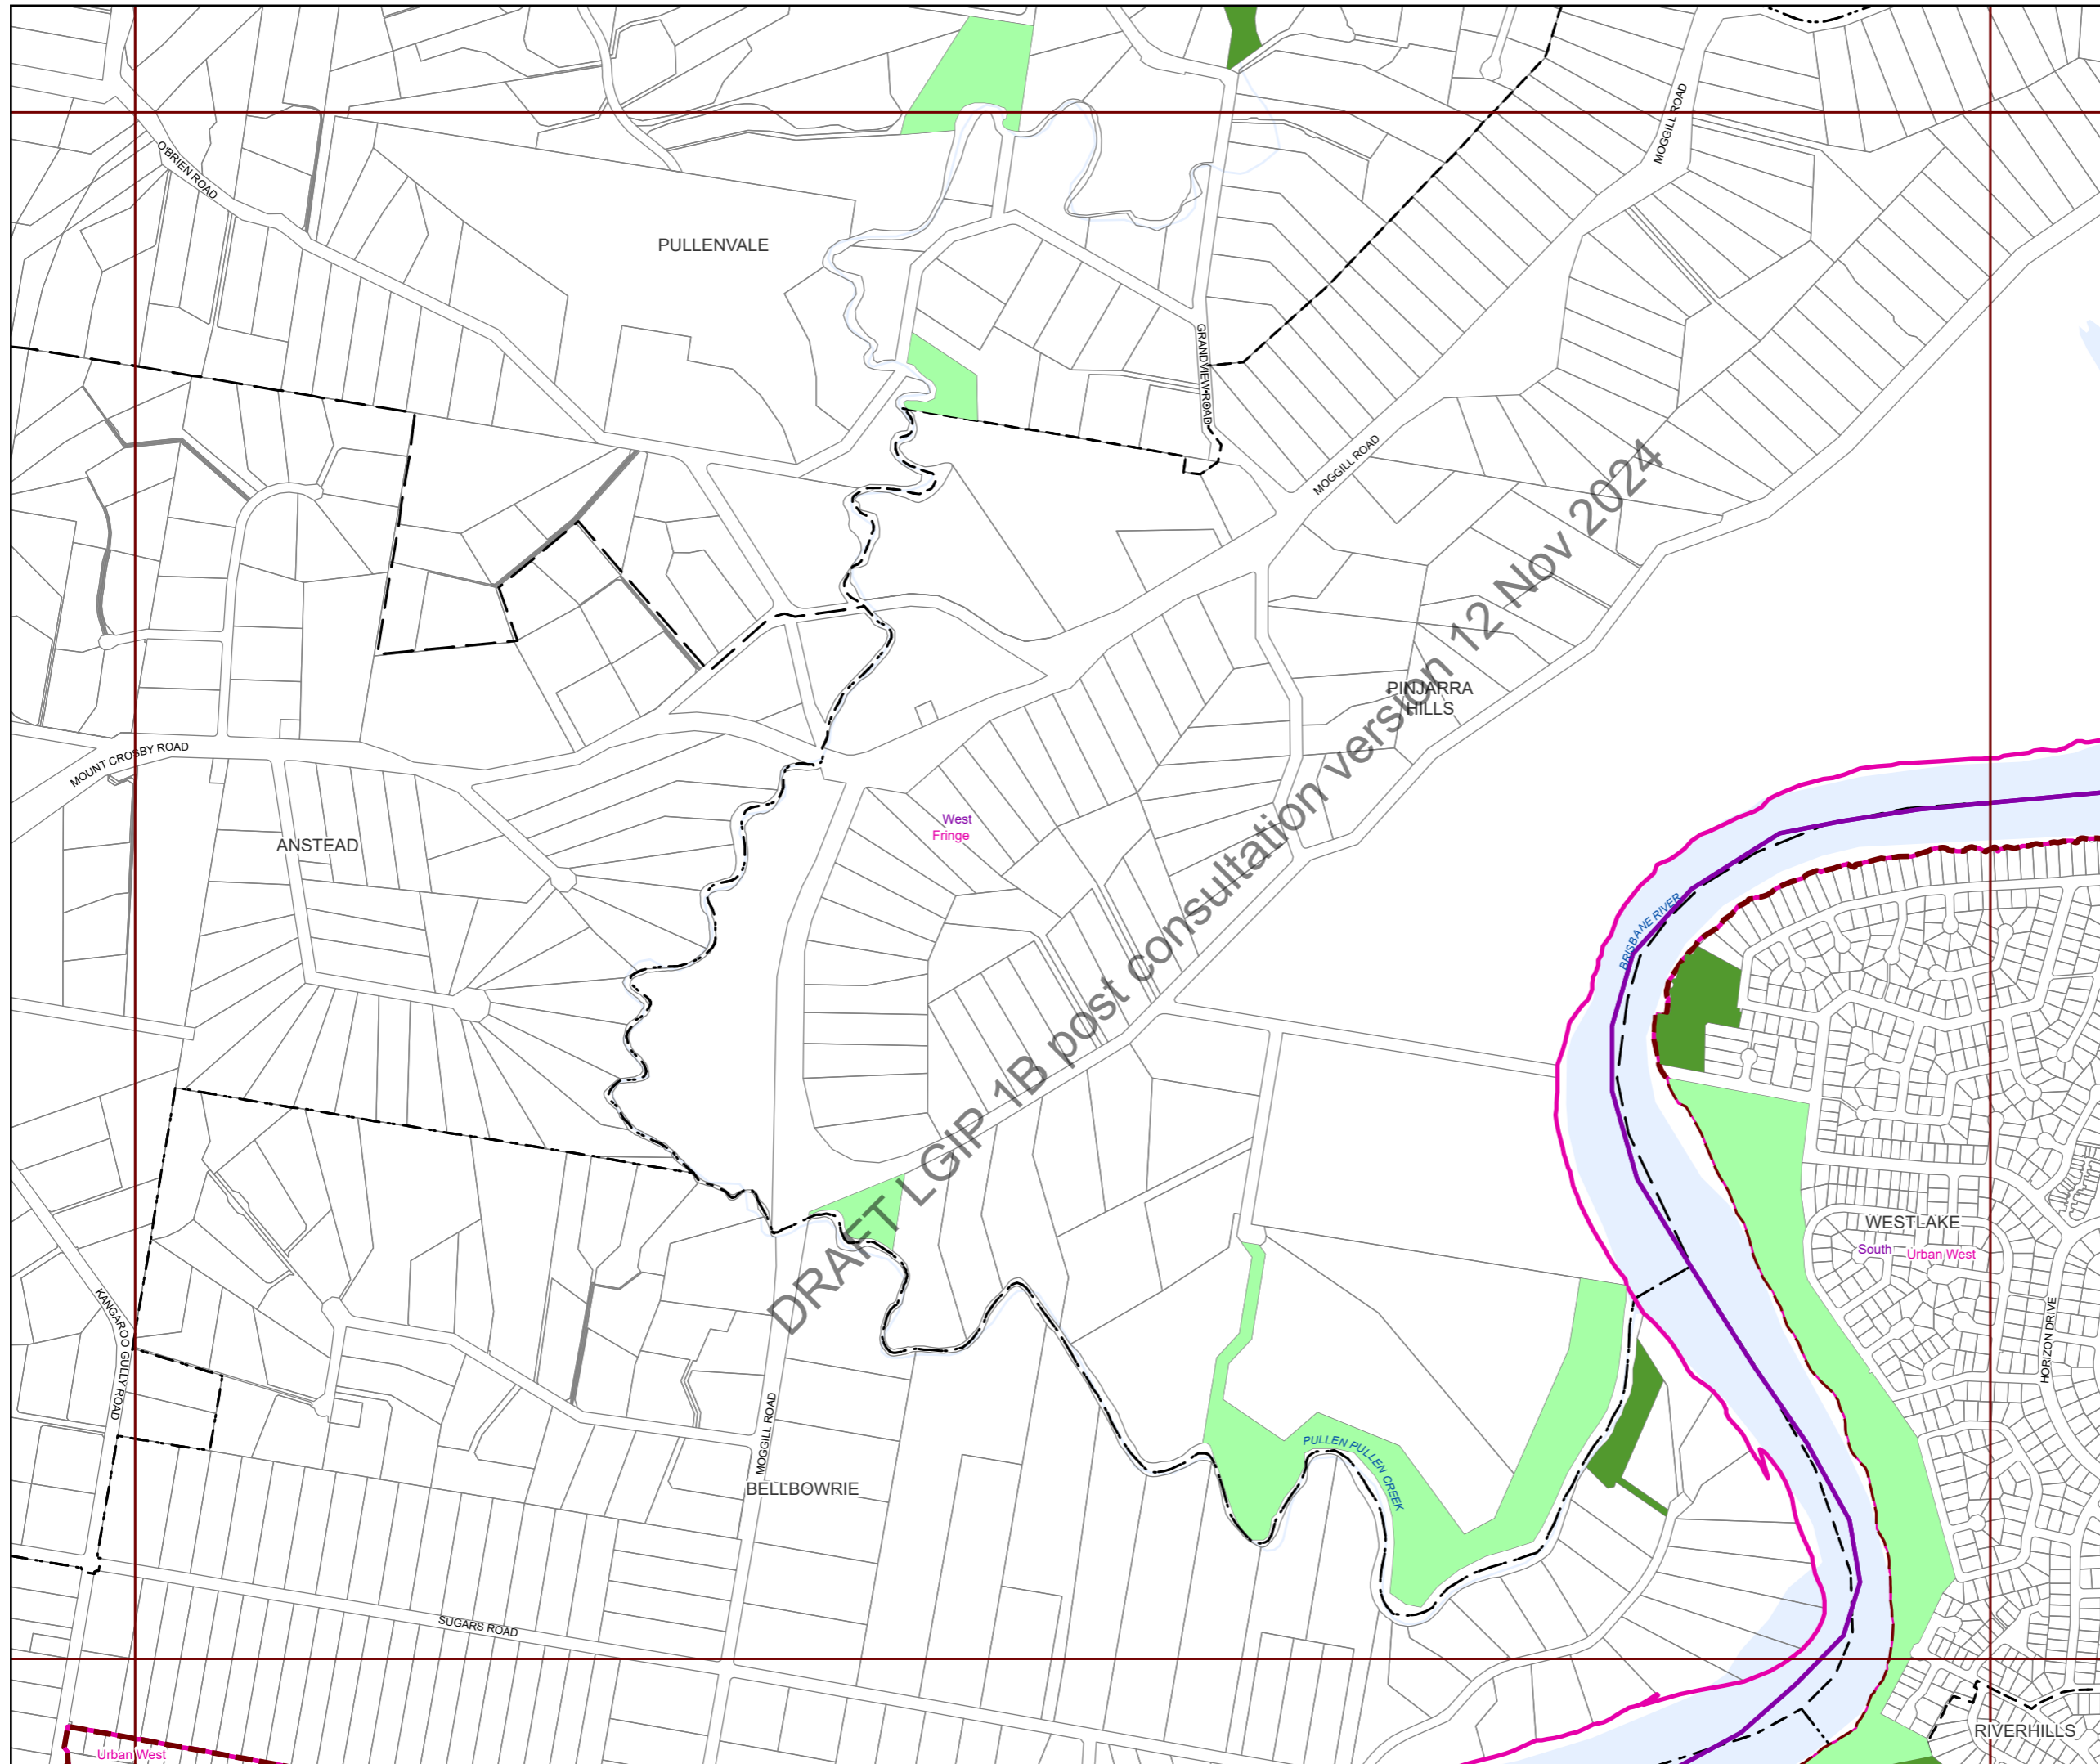 MOGGILL ROAD
O'BRIEN ROAD
PULLENVALE
GRANDVIEW ROAD
MOGGILL ROAD
PINJARRA
HILLS
MOUNT CROSBY ROAD
West
Fringe
ANSTEAD
BRISBANE RIVER
DRAFT LGIP 1B post consultation version 12 Nov 2024
WESTLAKE
South
Urban West
HORIZON DRIVE
KANGAROO GULLY ROAD
MOGGILL ROAD
PULLEN PULLEN CREEK
BELLBOWRIE
SUGARS ROAD
RIVERHILLS
Urban West